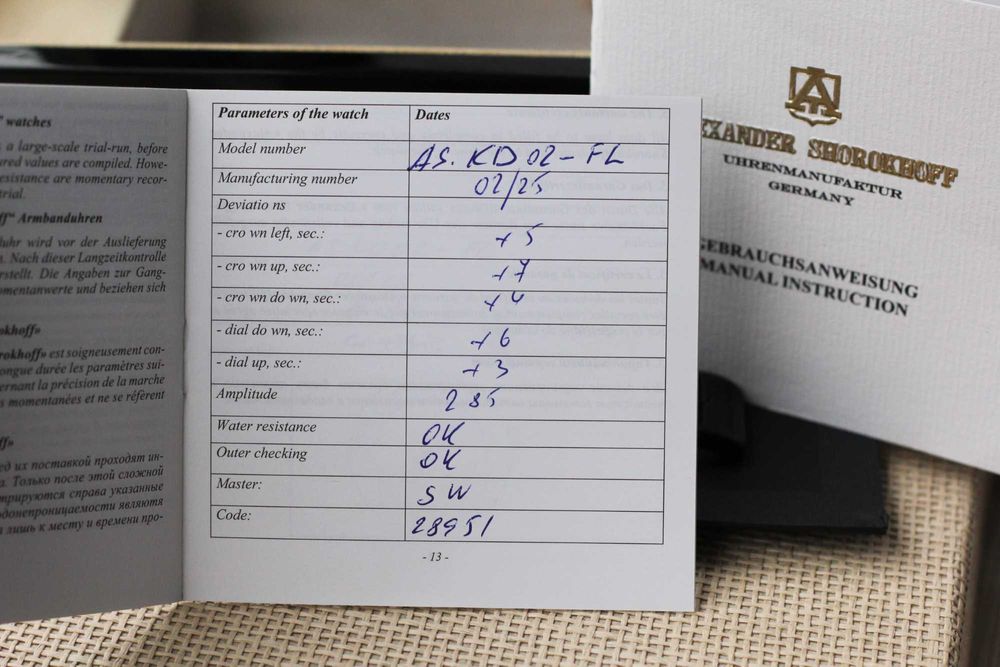 " watches
s a large-scale trial-run, before
ured values are compiled. Howe-
esistance are momentary recor-
trial.
ff“ Armbanduhren
uhr wird vor der Auslieferung
n. Nach dieser Langzeitkontrolle
erstellt. Die Angaben zur Gang-
omentanwerte und beziehen sich
okhoff»
rokhoff» est soigneusement con-
longue durée les paramètres sui-
ernant la précision de la marche
s momentanées et ne se réfèrent
ff»
ед их поставкой проходят ин-
а. Только после этой сложной
трируются справа указанные
донепроницаемости являют
а лишь к месту и времени про-
Parameters of the watch Dates
Model number AS. KD 02-FL
Manufacturing number 02/25
Deviatio ns
- cro wn left, sec.: +5
- cro wn up, sec.: +7
- cro wn do wn, sec.: +4
- dial do wn, sec.: +6
- dial up, sec.: +3
Amplitude 285
Water resistance OK
Outer checking OK
Master: SW
Code: 28951
- 13 -
XANDER SHOROKHOFF
UHRENMANUFAKTUR
GERMANY
GEBRAUCHSANWEISUNG
MANUAL INSTRUCTION